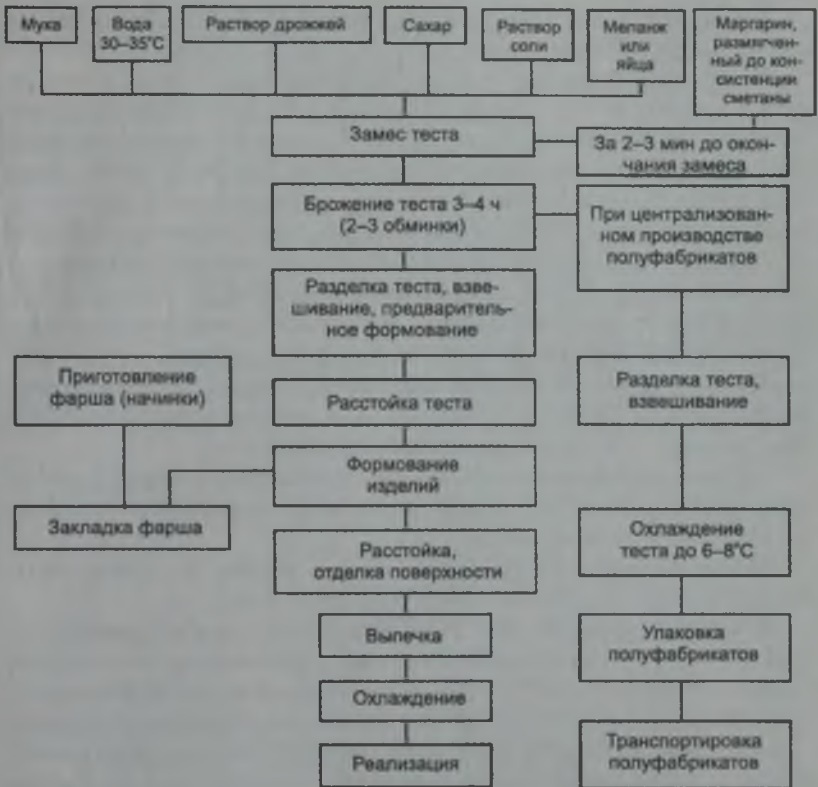 Мука
Вода
30–35°С
Раствор дрожжей
Сахар
Раствор
соли
Меланж
или
яйца
Маргарин,
размягчен-
ный до кон-
систенции
сметаны
Замес теста
За 2–3 мин до окон-
чания замеса
Брожение теста 3–4 ч
(2–3 обминки)
При централизован-
ном производстве
полуфабрикатов
Разделка теста, взве-
шивание, предваритель-
ное формование
Приготовление
фарша (начинки)
Расстойка теста
Разделка теста,
взвешивание
Формование
изделий
Закладка фарша
Расстойка,
отделка поверхности
Охлаждение
теста до 6–8°С
Выпечка
Упаковка
полуфабрикатов
Охлаждение
Реализация
Транспортировка
полуфабрикатов